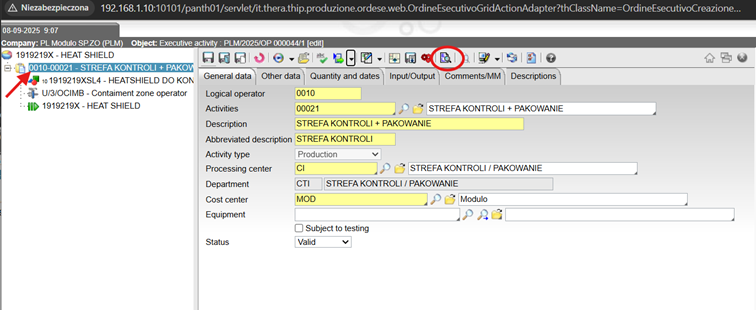 Niezabezpieczona 192.168.1.10:10101/panth01/servlet/it.thera.thip.produzione.ordese.web.OrdineEsecutivoGridActionAdapter?thClassName=OrdineEsecutivoCreazione...
08-09-2025 9:07
Company: PL Modulo SP.ZO (PLM) Object: Executive activity : PLM/2025/OP 000044/1 [edit]
1919219X - HEAT SHIELD
0010-00021 - STREFA KONTROLI + PAKOW
1919219XSL4 - HEATSHIELD DO KON
U/3/OCIMB - Contaiment zone operator
1919219X - HEAT SHIELD
General data Other data Quantity and dates Input/Output Comments/MM Descriptions
Logical operator 0010
Activities 00021 STREFA KONTROLI + PAKOWANIE
Description STREFA KONTROLI + PAKOWANIE
Abbreviated description STREFA KONTROLI
Activity type Production
Processing center CI STREFA KONTROLI / PAKOWANIE
Department CTI STREFA KONTROLI / PAKOWANIE
Cost center MOD Modulo
Equipment
Subject to testing
Status Valid